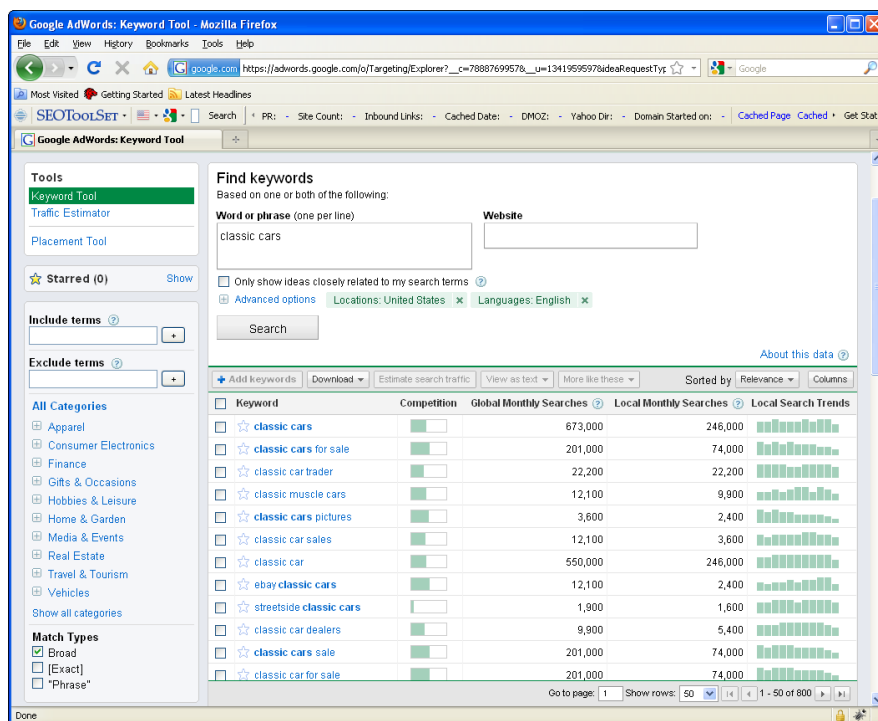 Google AdWords: Keyword Tool - Mozilla Firefox
File Edit View History Bookmarks Tools Help
google.com https://adwords.google.com/o/Targeting/Explorer?__c=7888769957&__u=1341959597&ideaRequestTyp Google
Most Visited Getting Started Latest Headlines
SEOToolSet Search PR: - Site Count: - Inbound Links: - Cached Date: - DMOZ: - Yahoo Dir: - Domain Started on: - Cached Page Cached Get Stat
Google AdWords: Keyword Tool
Tools
Keyword Tool
Traffic Estimator
Placement Tool
Starred (0) Show
Include terms ?
+
Exclude terms ?
+
All Categories
Apparel
Consumer Electronics
Finance
Gifts & Occasions
Hobbies & Leisure
Home & Garden
Media & Events
Real Estate
Travel & Tourism
Vehicles
Show all categories
Match Types
Broad
[Exact]
"Phrase"
Find keywords
Based on one or both of the following:
Word or phrase (one per line) Website
classic cars
Only show ideas closely related to my search terms ?
Advanced options Locations: United States × Languages: English ×
Search
About this data ?
+ Add keywords Download Estimate search traffic View as text More like these Sorted by Relevance Columns
Keyword Competition Global Monthly Searches ? Local Monthly Searches ? Local Search Trends
classic cars 673,000 246,000
classic cars for sale 201,000 74,000
classic car trader 22,200 22,200
classic muscle cars 12,100 9,900
classic cars pictures 3,600 2,400
classic car sales 12,100 3,600
classic car 550,000 246,000
ebay classic cars 12,100 2,400
streetside classic cars 1,900 1,600
classic car dealers 9,900 5,400
classic cars sale 201,000 74,000
classic car for sale 201,000 74,000
Go to page: 1 Show rows: 50 1 - 50 of 800
Done